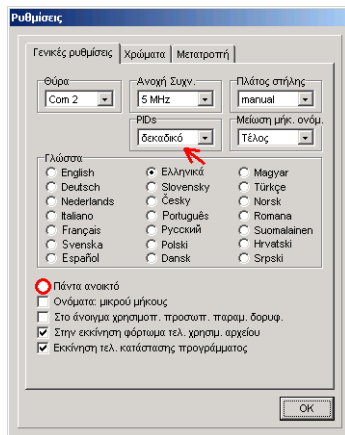 Ρυθμίσεις
Γενικές ρυθμίσεις Χρώματα Μετατροπή
Θύρα Ανοχή Συχν. Πλάτος στήλης
Com 2 5 MHz manual
PIDs Μείωση μήκ. ονόμ.
δεκαδικό Τέλος
Γλώσσα
English Ελληνικά Magyar
Deutsch Slovensky Türkçe
Nederlands Česky Norsk
Italiano Português Romana
Français Русский Suomalainen
Svenska Polski Hrvatski
Español Dansk Srpski
Πάντα ανοικτό
Ονόματα: μικρού μήκους
Στο άνοιγμα χρησιμοπ. προσωπ. παραμ. δορυφ.
Στην εκκίνηση φόρτωμα τελ. χρησιμ. αρχείου
Εκκίνηση τελ. κατάστασης προγράμματος
OK